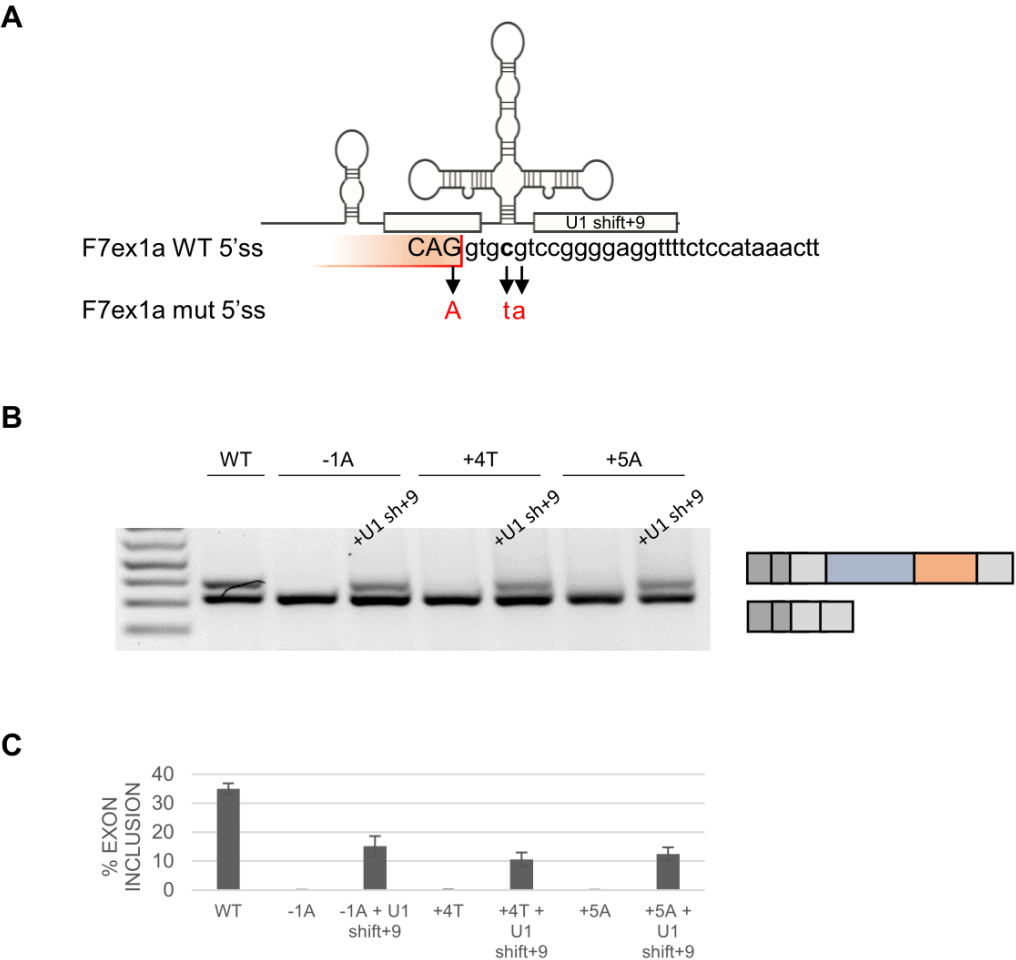 A
U1 shift+9
F7ex1a WT 5’ss
CAGgtgcgtccggggaggttttctccataaactt
F7ex1a mut 5’ss
A
ta
B
WT
-1A
+4T
+5A
+U1 sh+9
+U1 sh+9
+U1 sh+9
C
% EXON
INCLUSION
40
30
20
10
0
WT
-1A
-1A + U1
shift+9
+4T
+4T +
U1
shift+9
+5A
+5A +
U1
shift+9